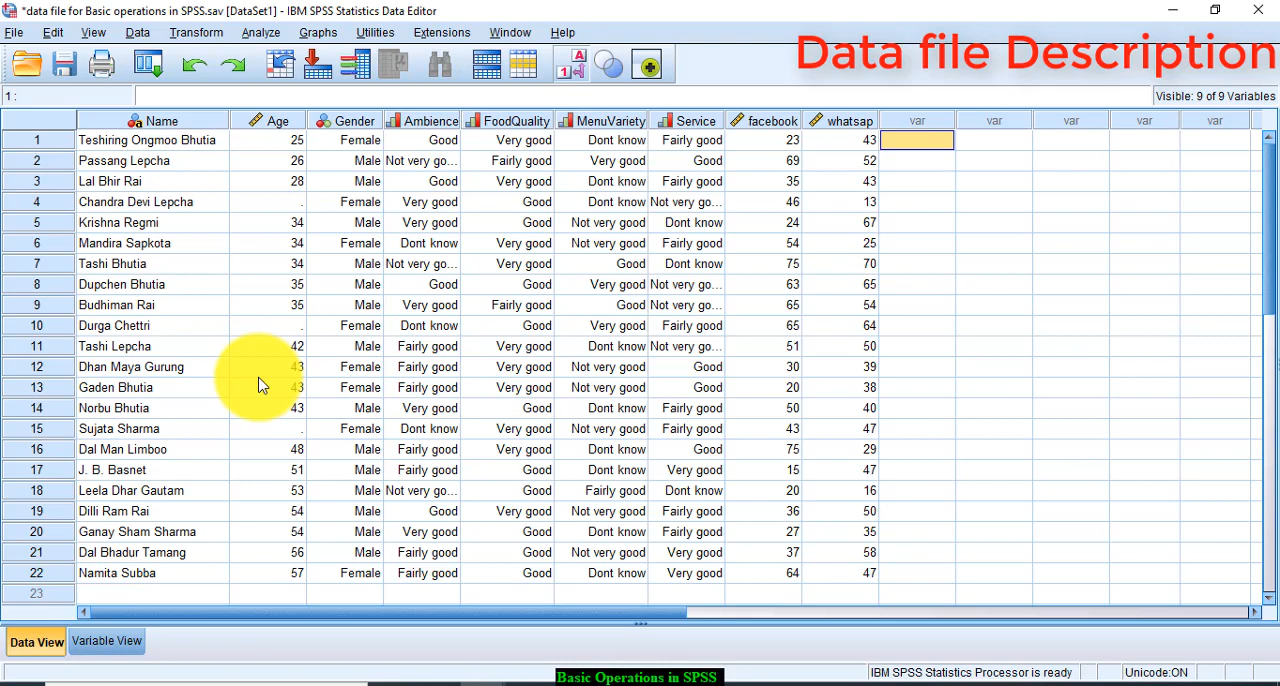 *data file for Basic operations in SPSS.sav [DataSet1] - IBM SPSS Statistics Data Editor
File Edit View Data Transform Analyze Graphs Utilities Extensions Window Help
Data file Description
1 :
Visible: 9 of 9 Variables
Name Age Gender Ambience FoodQuality MenuVariety Service facebook whatsap var var var var var
1 Teshiring Ongmoo Bhutia 25 Female Good Very good Dont know Fairly good 23 43
2 Passang Lepcha 26 Male Not very go... Fairly good Very good Good 69 52
3 Lal Bhir Rai 28 Male Good Very good Dont know Fairly good 35 43
4 Chandra Devi Lepcha . Female Very good Good Dont know Not very go... 46 13
5 Krishna Regmi 34 Male Very good Good Not very good Dont know 24 67
6 Mandira Sapkota 34 Female Dont know Very good Not very good Fairly good 54 25
7 Tashi Bhutia 34 Male Not very go... Very good Good Dont know 75 70
8 Dupchen Bhutia 35 Male Good Good Very good Not very go... 63 65
9 Budhiman Rai 35 Male Very good Fairly good Good Not very go... 65 54
10 Durga Chettri . Female Dont know Good Very good Fairly good 65 64
11 Tashi Lepcha 42 Male Fairly good Very good Dont know Not very go... 51 50
12 Dhan Maya Gurung 43 Female Fairly good Very good Not very good Good 30 39
13 Gaden Bhutia 43 Female Fairly good Very good Not very good Good 20 38
14 Norbu Bhutia 43 Male Very good Good Dont know Fairly good 50 40
15 Sujata Sharma . Female Dont know Very good Not very good Fairly good 43 47
16 Dal Man Limboo 48 Male Fairly good Very good Dont know Good 75 29
17 J. B. Basnet 51 Male Fairly good Good Dont know Very good 15 47
18 Leela Dhar Gautam 53 Male Not very go... Good Fairly good Dont know 20 16
19 Dilli Ram Rai 54 Male Good Very good Not very good Fairly good 36 50
20 Ganay Sham Sharma 54 Male Very good Good Dont know Fairly good 27 35
21 Dal Bhadur Tamang 56 Male Fairly good Good Not very good Very good 37 58
22 Namita Subba 57 Female Fairly good Good Dont know Very good 64 47
23
Data View Variable View
IBM SPSS Statistics Processor is ready Unicode:ON
Basic Operations in SPSS